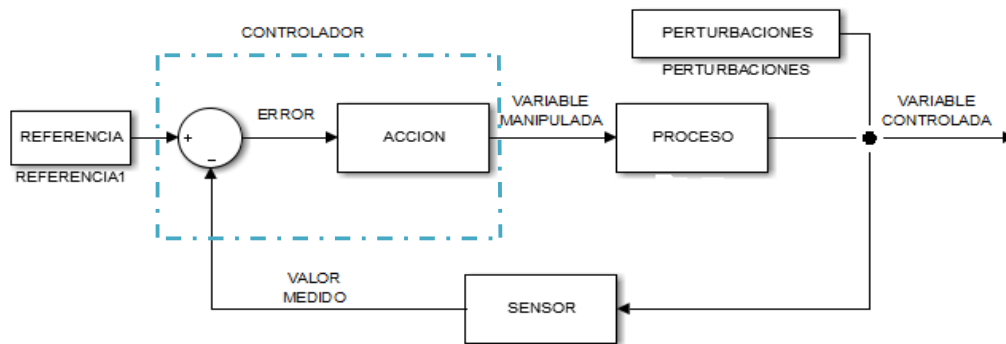 CONTROLADOR
PERTURBACIONES
PERTURBACIONES
REFERENCIA
REFERENCIA1
+
−
ERROR
ACCION
VARIABLE
MANIPULADA
PROCESO
VARIABLE
CONTROLADA
VALOR
MEDIDO
SENSOR